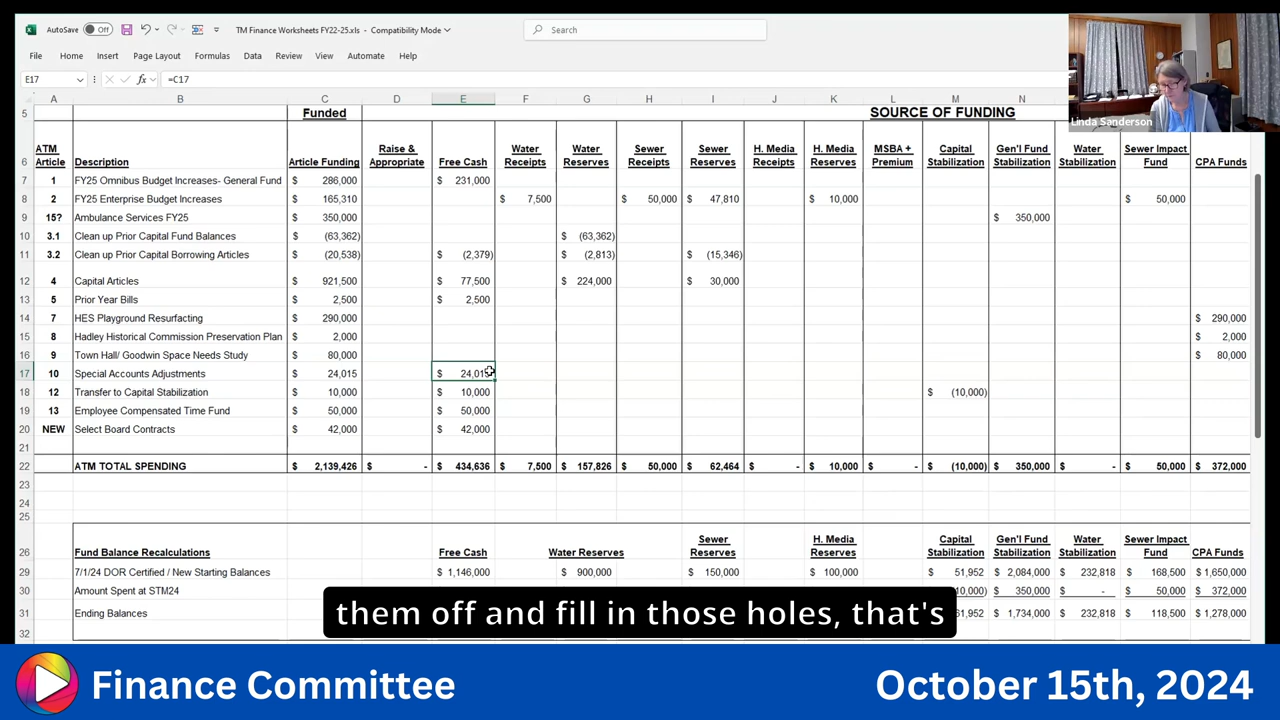 AutoSave Off TM Finance Worksheets FY22-25.xls - Compatibility Mode Search
File Home Insert Page Layout Formulas Data Review View Automate Help
E17 fx =C17
A B C D E F G H I J K L M N
5 Funded SOURCE OF FUNDING
ATM Raise & Water Water Sewer Sewer H. Media H. Media MSBA + Capital Gen'l Fund Water Sewer Impact
6 Article Description Article Funding Appropriate Free Cash Receipts Reserves Receipts Reserves Receipts Reserves Premium Stabilization Stabilization Stabilization Fund CPA Funds
7 1 FY25 Omnibus Budget Increases- General Fund $ 286,000 $ 231,000
8 2 FY25 Enterprise Budget Increases $ 165,310 $ 7,500 $ 50,000 $ 47,810 $ 10,000 $ 50,000
9 15? Ambulance Services FY25 $ 350,000 $ 350,000
10 3.1 Clean up Prior Capital Fund Balances $ (63,362) $ (63,362)
11 3.2 Clean up Prior Capital Borrowing Articles $ (20,538) $ (2,379) $ (2,813) $ (15,346)
12 4 Capital Articles $ 921,500 $ 77,500 $ 224,000 $ 30,000
13 5 Prior Year Bills $ 2,500 $ 2,500
14 7 HES Playground Resurfacing $ 290,000 $ 290,000
15 8 Hadley Historical Commission Preservation Plan $ 2,000 $ 2,000
16 9 Town Hall/ Goodwin Space Needs Study $ 80,000 $ 80,000
17 10 Special Accounts Adjustments $ 24,015 $ 24,015
18 12 Transfer to Capital Stabilization $ 10,000 $ 10,000 $ (10,000)
19 13 Employee Compensated Time Fund $ 50,000 $ 50,000
20 NEW Select Board Contracts $ 42,000 $ 42,000
21
22 ATM TOTAL SPENDING $ 2,139,426 $ - $ 434,636 $ 7,500 $ 157,826 $ 50,000 $ 62,464 $ - $ 10,000 $ - $ (10,000) $ 350,000 $ - $ 50,000 $ 372,000
23
24
25
Sewer H. Media Capital Gen'l Fund Water Sewer Impact
26 Fund Balance Recalculations Free Cash Water Reserves Reserves Reserves Stabilization Stabilization Stabilization Fund CPA Funds
29 7/1/24 DOR Certified / New Starting Balances $ 1,146,000 $ 900,000 $ 150,000 $ 100,000 $ 51,952 $ 2,084,000 $ 232,818 $ 168,500 $ 1,650,000
30 Amount Spent at STM24 $ 350,000 $ - $ 50,000 $ 372,000
31 Ending Balances $ 1,734,000 $ 232,818 $ 118,500 $ 1,278,000
32
Linda Sanderson
them off and fill in those holes, that's
Finance Committee October 15th, 2024